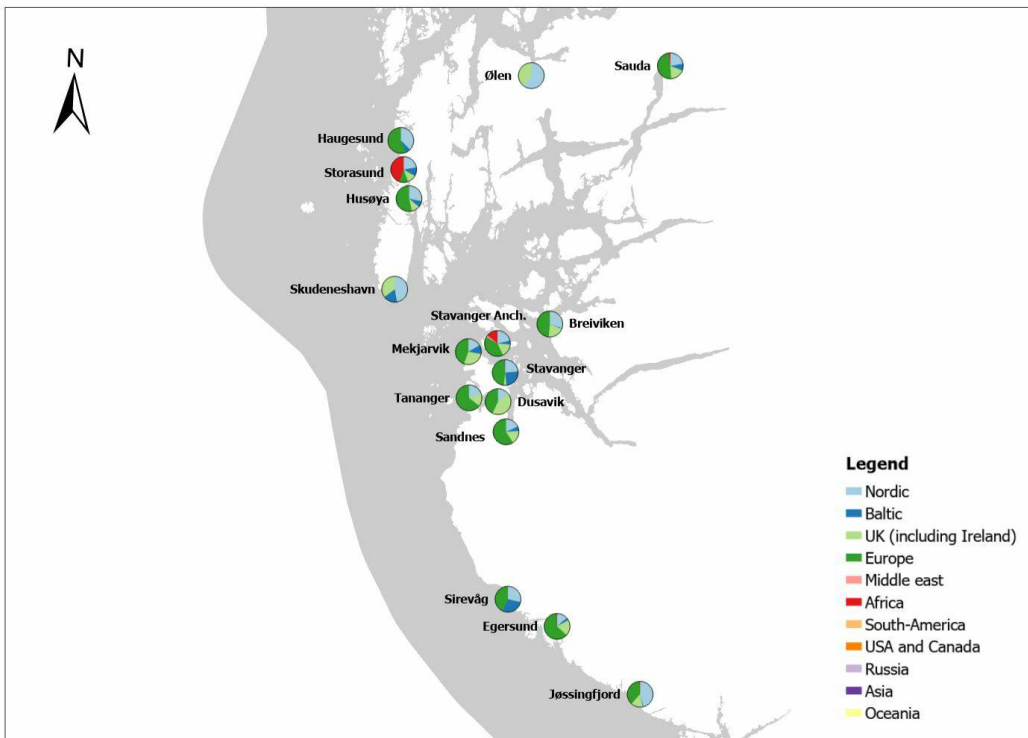 N
Ølen
Sauda
Haugesund
Storasund
Husøya
Skudeneshavn
Stavanger Anch.
Breiviken
Mekjarvik
Stavanger
Tananger
Dusavik
Sandnes
Sirevåg
Egersund
Jøssingfjord
Legend
Nordic
Baltic
UK (including Ireland)
Europe
Middle east
Africa
South-America
USA and Canada
Russia
Asia
Oceania